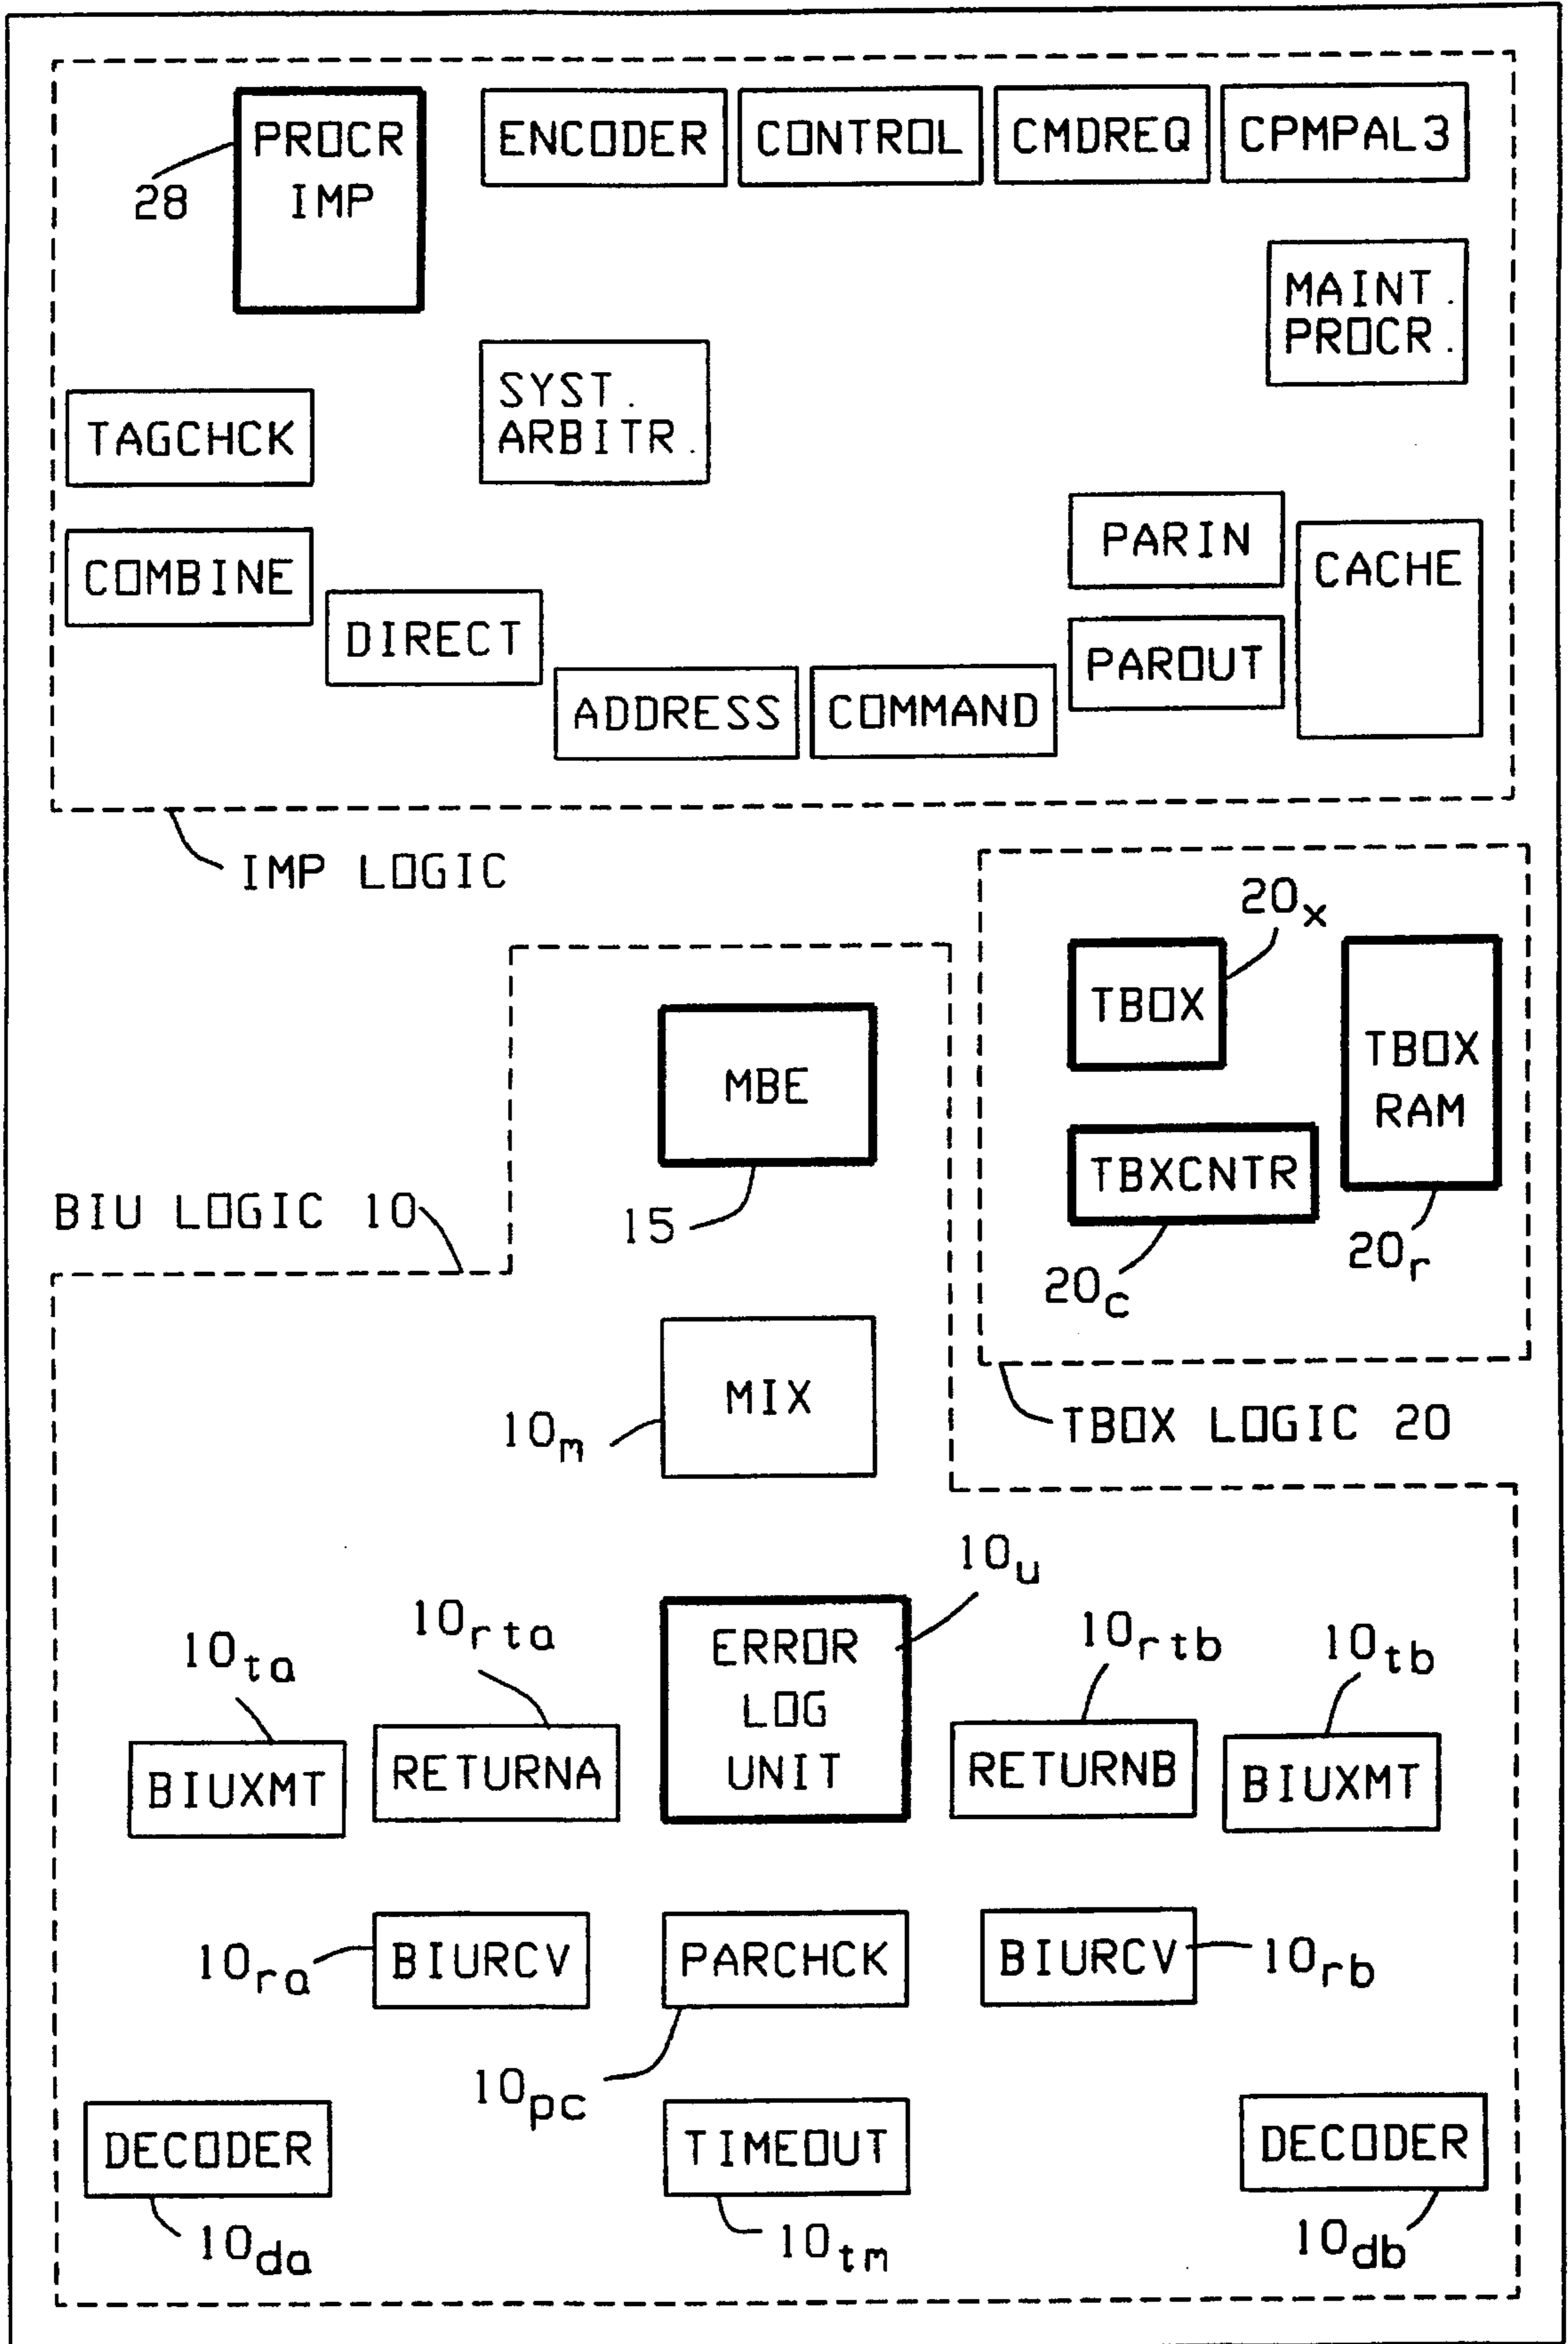 PROCR
IMP
28
ENCODER
CONTROL
CMDREQ
CPMPAL3
MAINT.
PROCR.
SYST.
ARBITR.
TAGCHCK
COMBINE
DIRECT
ADDRESS
COMMAND
PARIN
PAROUT
CACHE
IMP LOGIC
20x
TBOX
TBOX
RAM
TBXCNTR
20r
20c
TBOX LOGIC 20
MBE
15
BIU LOGIC 10
MIX
10m
10u
ERROR
LOG
UNIT
10ta
10rta
10rtb
10tb
BIUXMT
RETURNA
RETURNB
BIUXMT
10ra
BIURCV
PARCHCK
BIURCV
10rb
10pc
DECODER
TIMEOUT
DECODER
10da
10tm
10db